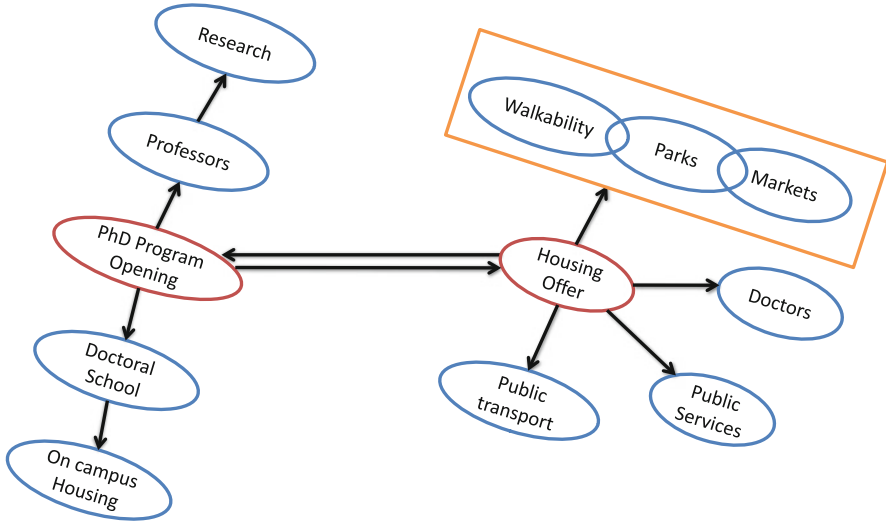 Research
Professors
PhD Program
Opening
Doctoral
School
On campus
Housing
Walkability
Parks
Markets
Housing
Offer
Doctors
Public
transport
Public
Services